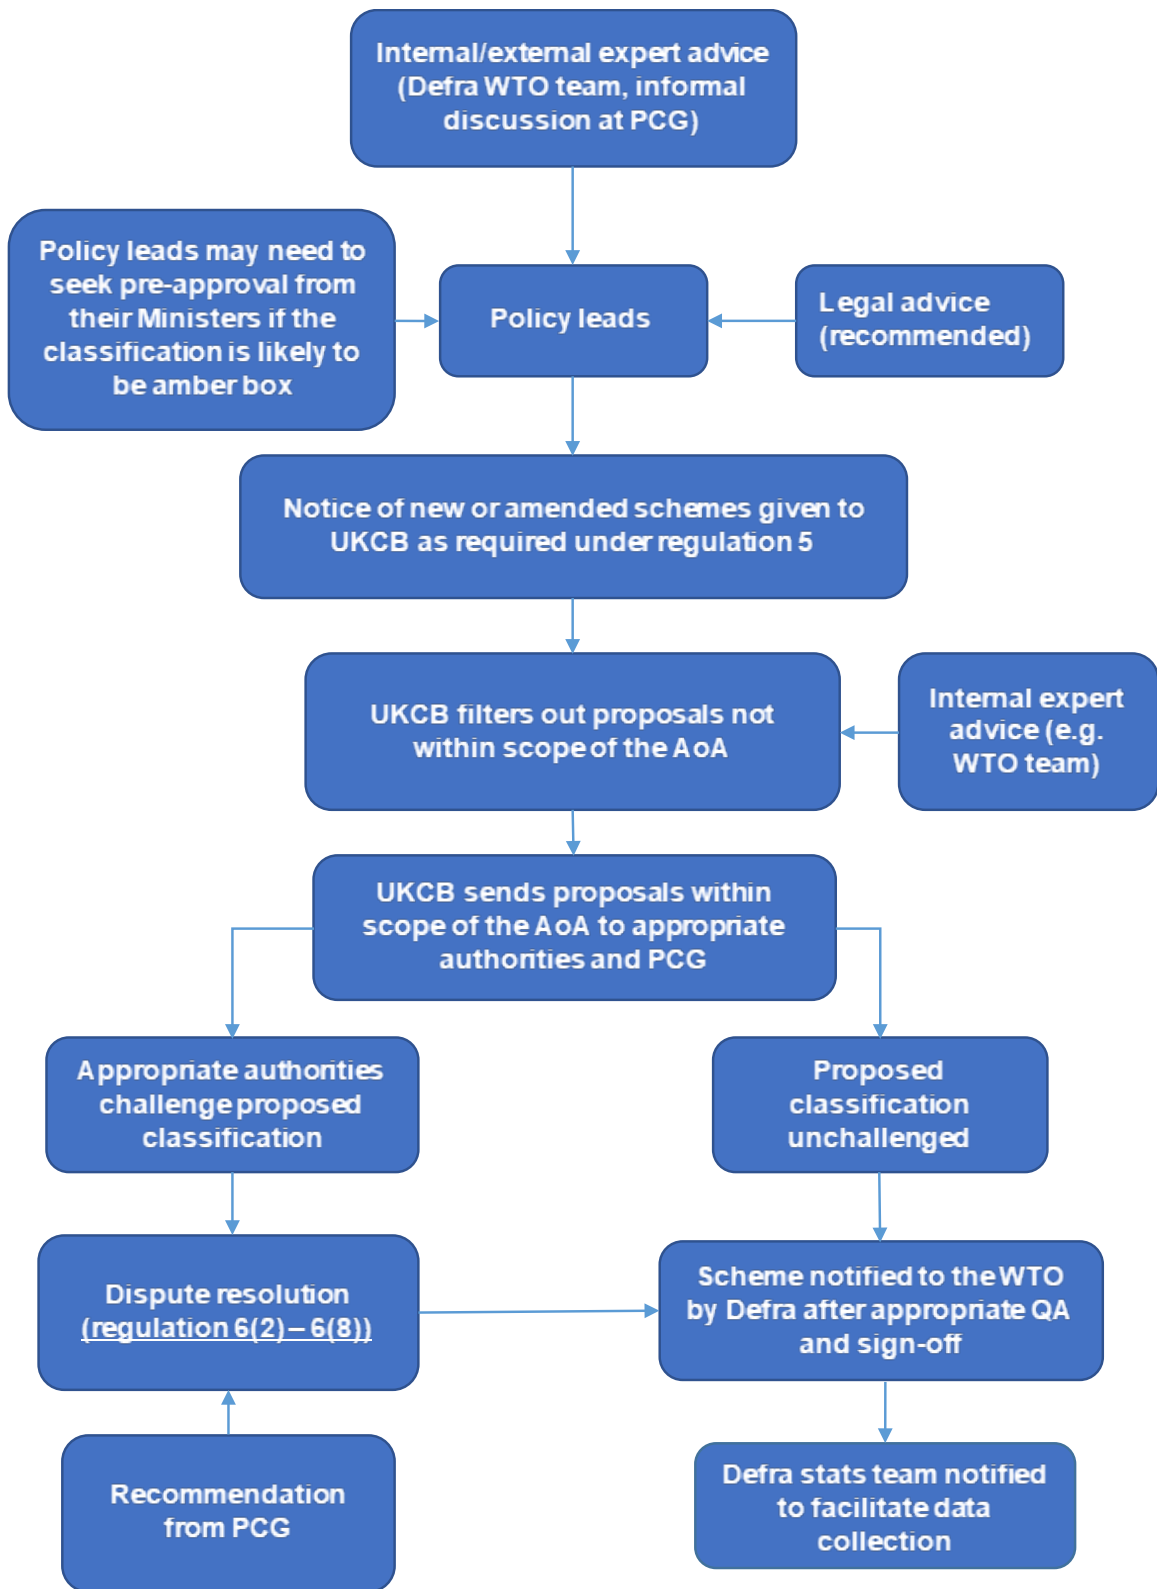 Internal/external expert advice
(Defra WTO team, informal
discussion at PCG)
Policy leads may need to
seek pre-approval from
their Ministers if the
classification is likely to
be amber box
Policy leads
Legal advice
(recommended)
Notice of new or amended schemes given to
UKCB as required under regulation 5
UKCB filters out proposals not
within scope of the AoA
Internal expert
advice (e.g.
WTO team)
UKCB sends proposals within
scope of the AoA to appropriate
authorities and PCG
Appropriate authorities
challenge proposed
classification
Proposed
classification
unchallenged
Dispute resolution
(regulation 6(2) – 6(8))
Scheme notified to the WTO
by Defra after appropriate QA
and sign-off
Recommendation
from PCG
Defra stats team notified
to facilitate data
collection